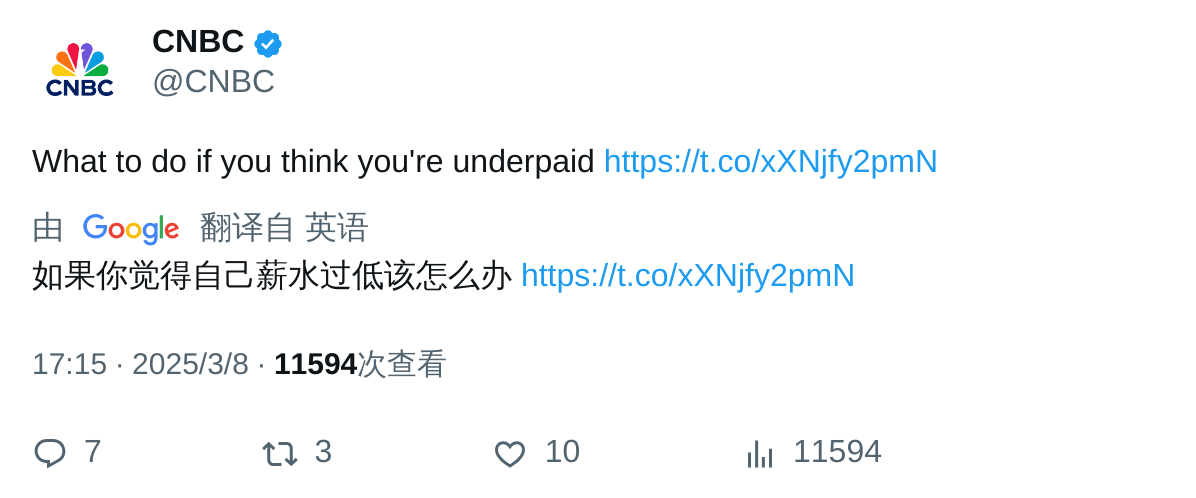 CNBC
CNBC
@CNBC
What to do if you think you're underpaid https://t.co/xXNjfy2pmN
由 Google 翻译自 英语
如果你觉得自己薪水过低该怎么办 https://t.co/xXNjfy2pmN
17:15 · 2025/3/8 · 11594次查看
7 3 10 11594